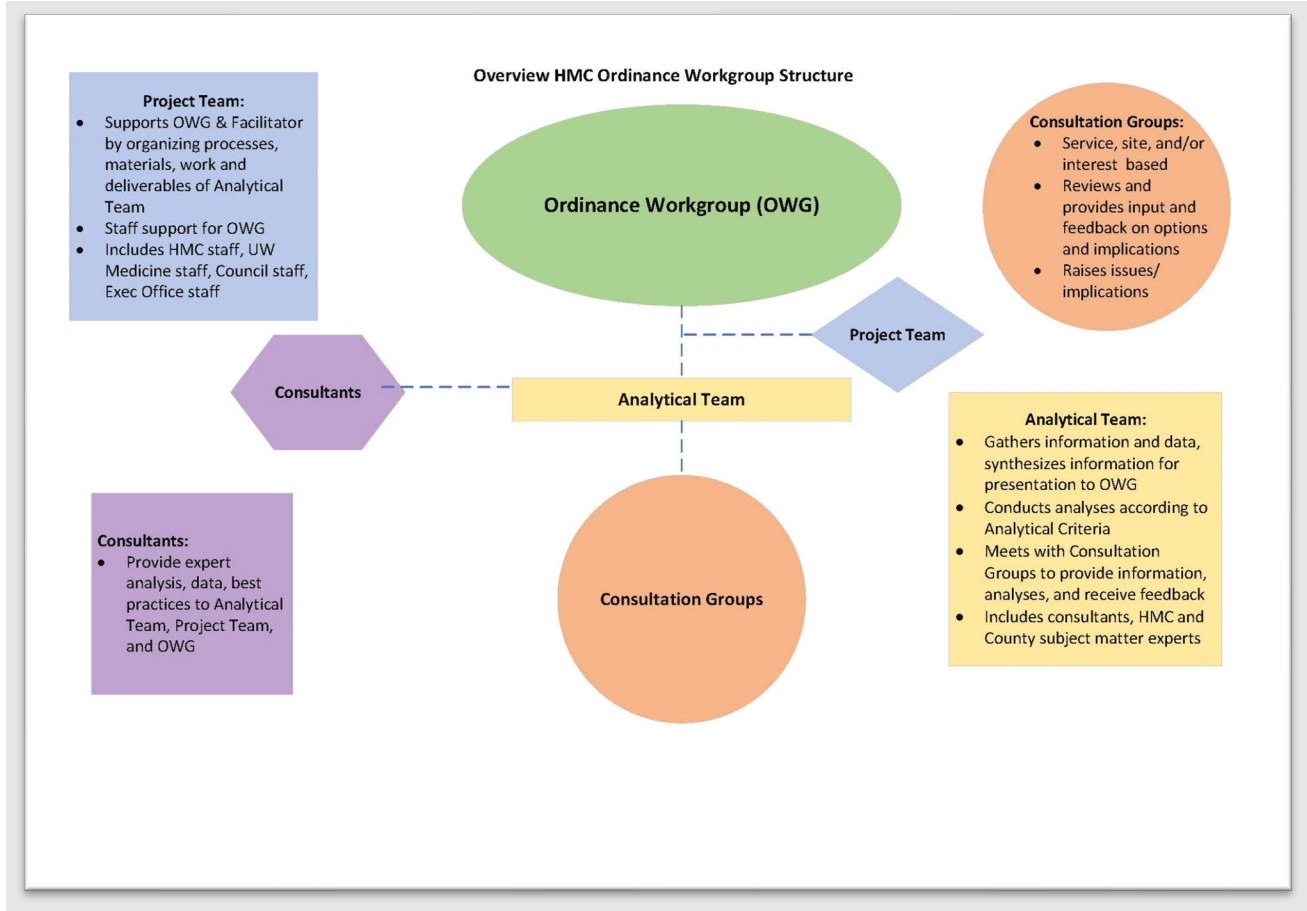 Overview HMC Ordinance Workgroup Structure
Project Team:
• Supports OWG & Facilitator
by organizing processes,
materials, work and
deliverables of Analytical
Team
• Staff support for OWG
• Includes HMC staff, UW
Medicine staff, Council staff,
Exec Office staff
Ordinance Workgroup (OWG)
Consultation Groups:
• Service, site, and/or
interest based
• Reviews and
provides input and
feedback on options
and implications
• Raises issues/
implications
Project Team
Consultants
Analytical Team
Analytical Team:
• Gathers information and data,
synthesizes information for
presentation to OWG
• Conducts analyses according to
Analytical Criteria
• Meets with Consultation
Groups to provide information,
analyses, and receive feedback
• Includes consultants, HMC and
County subject matter experts
Consultants:
• Provide expert
analysis, data, best
practices to Analytical
Team, Project Team,
and OWG
Consultation Groups